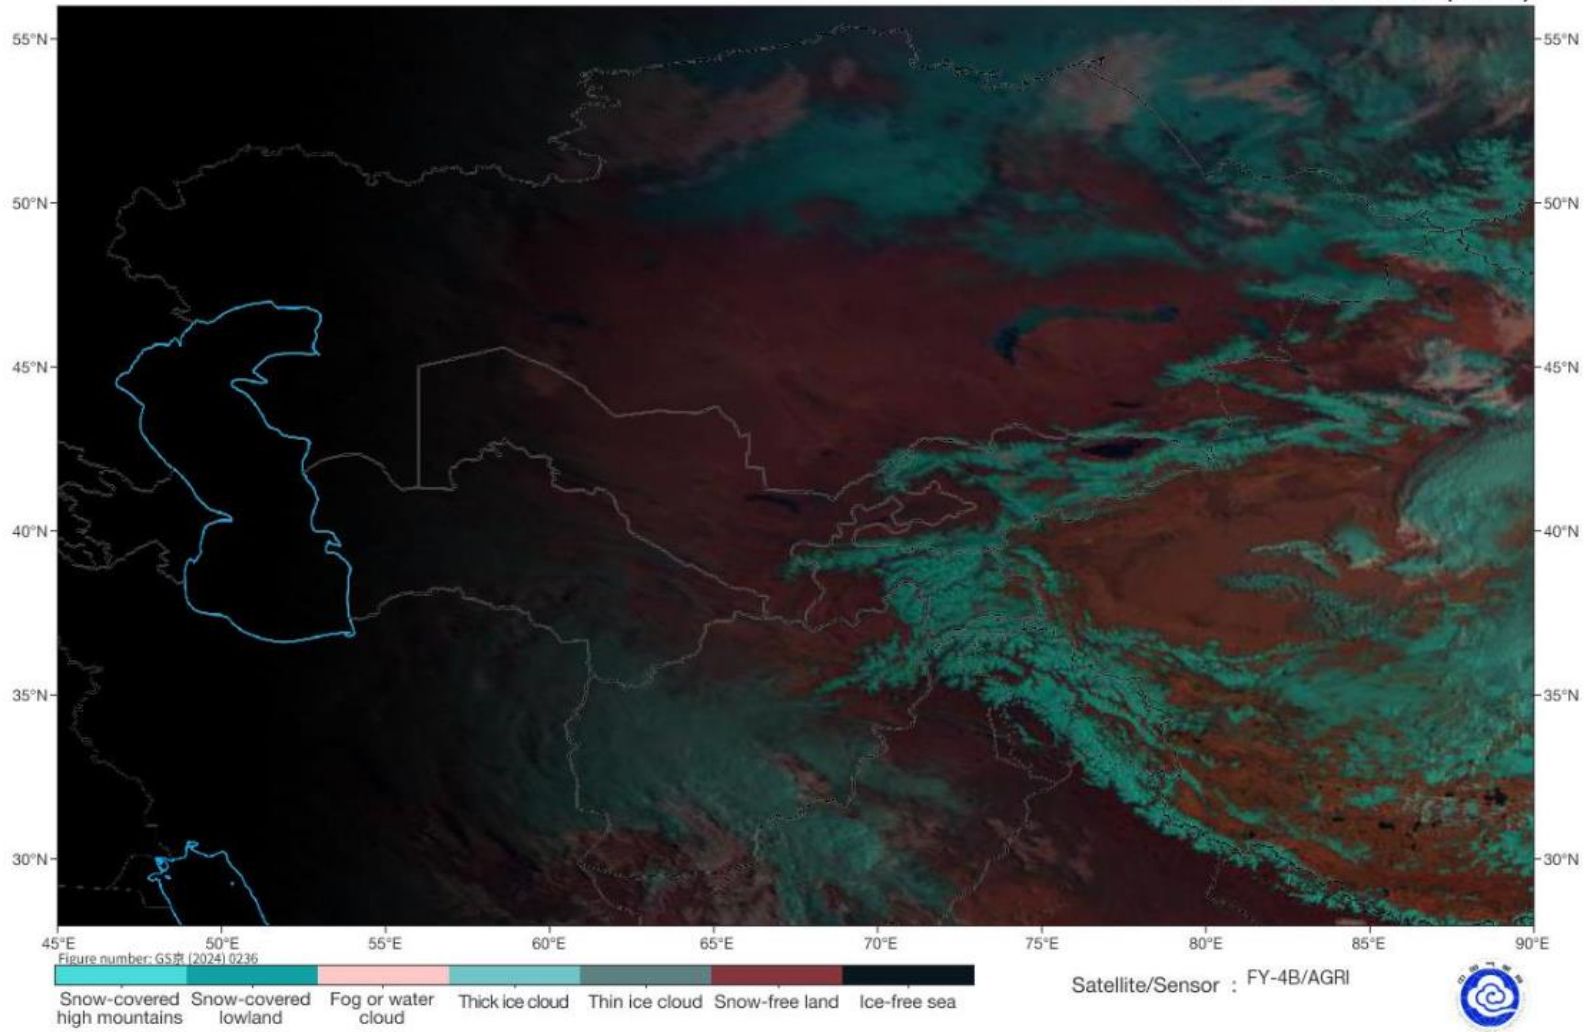 55°N
55°N
50°N
50°N
45°N
45°N
40°N
40°N
35°N
35°N
30°N
30°N
45°E
50°E
55°E
60°E
65°E
70°E
75°E
80°E
85°E
90°E
Figure number: GS京 (2024) 0236
Snow-covered
high mountains
Snow-covered
lowland
Fog or water
cloud
Thick ice cloud
Thin ice cloud
Snow-free land
Ice-free sea
Satellite/Sensor : FY-4B/AGRI